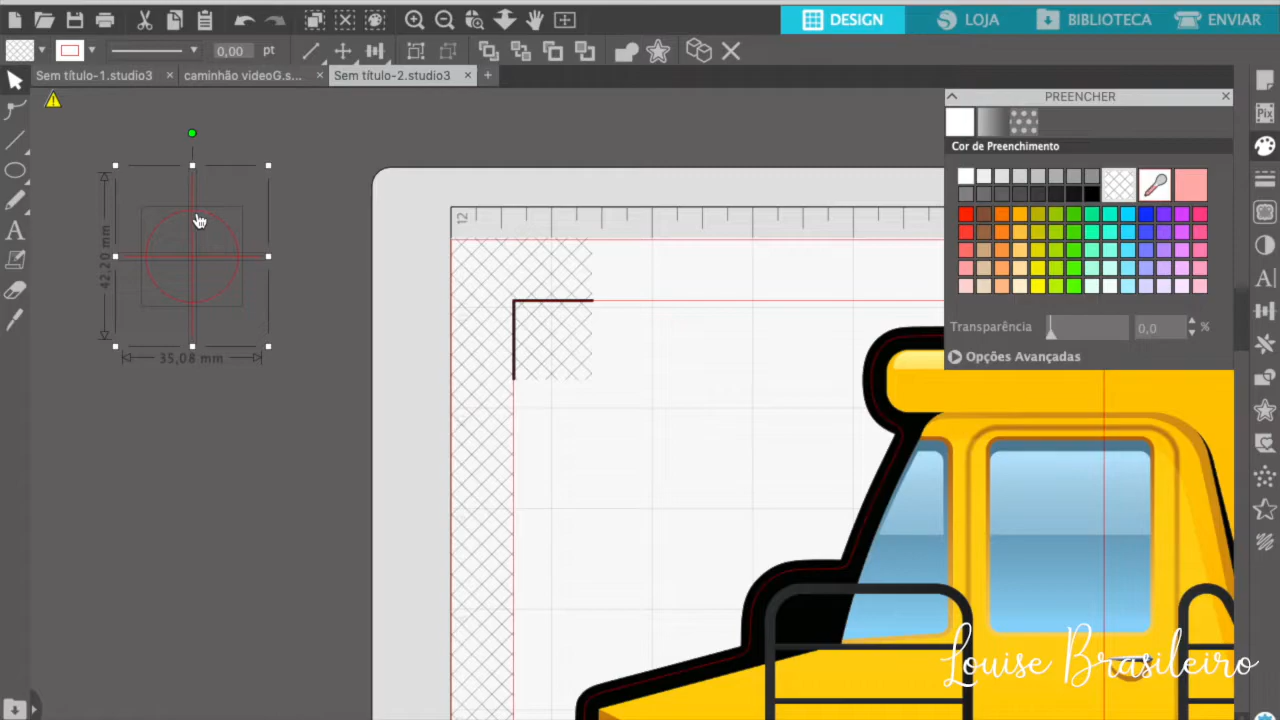 DESIGN
LOJA
BIBLIOTECA
ENVIAR
0,00 pt
Sem título-1.studio3
caminhão videoG.s...
Sem título-2.studio3
PREENCHER
Pix
Cor de Preenchimento
A
A
42,20 mm
35,08 mm
12
Transparência
0,0 %
Opções Avançadas
Louise Brasileiro